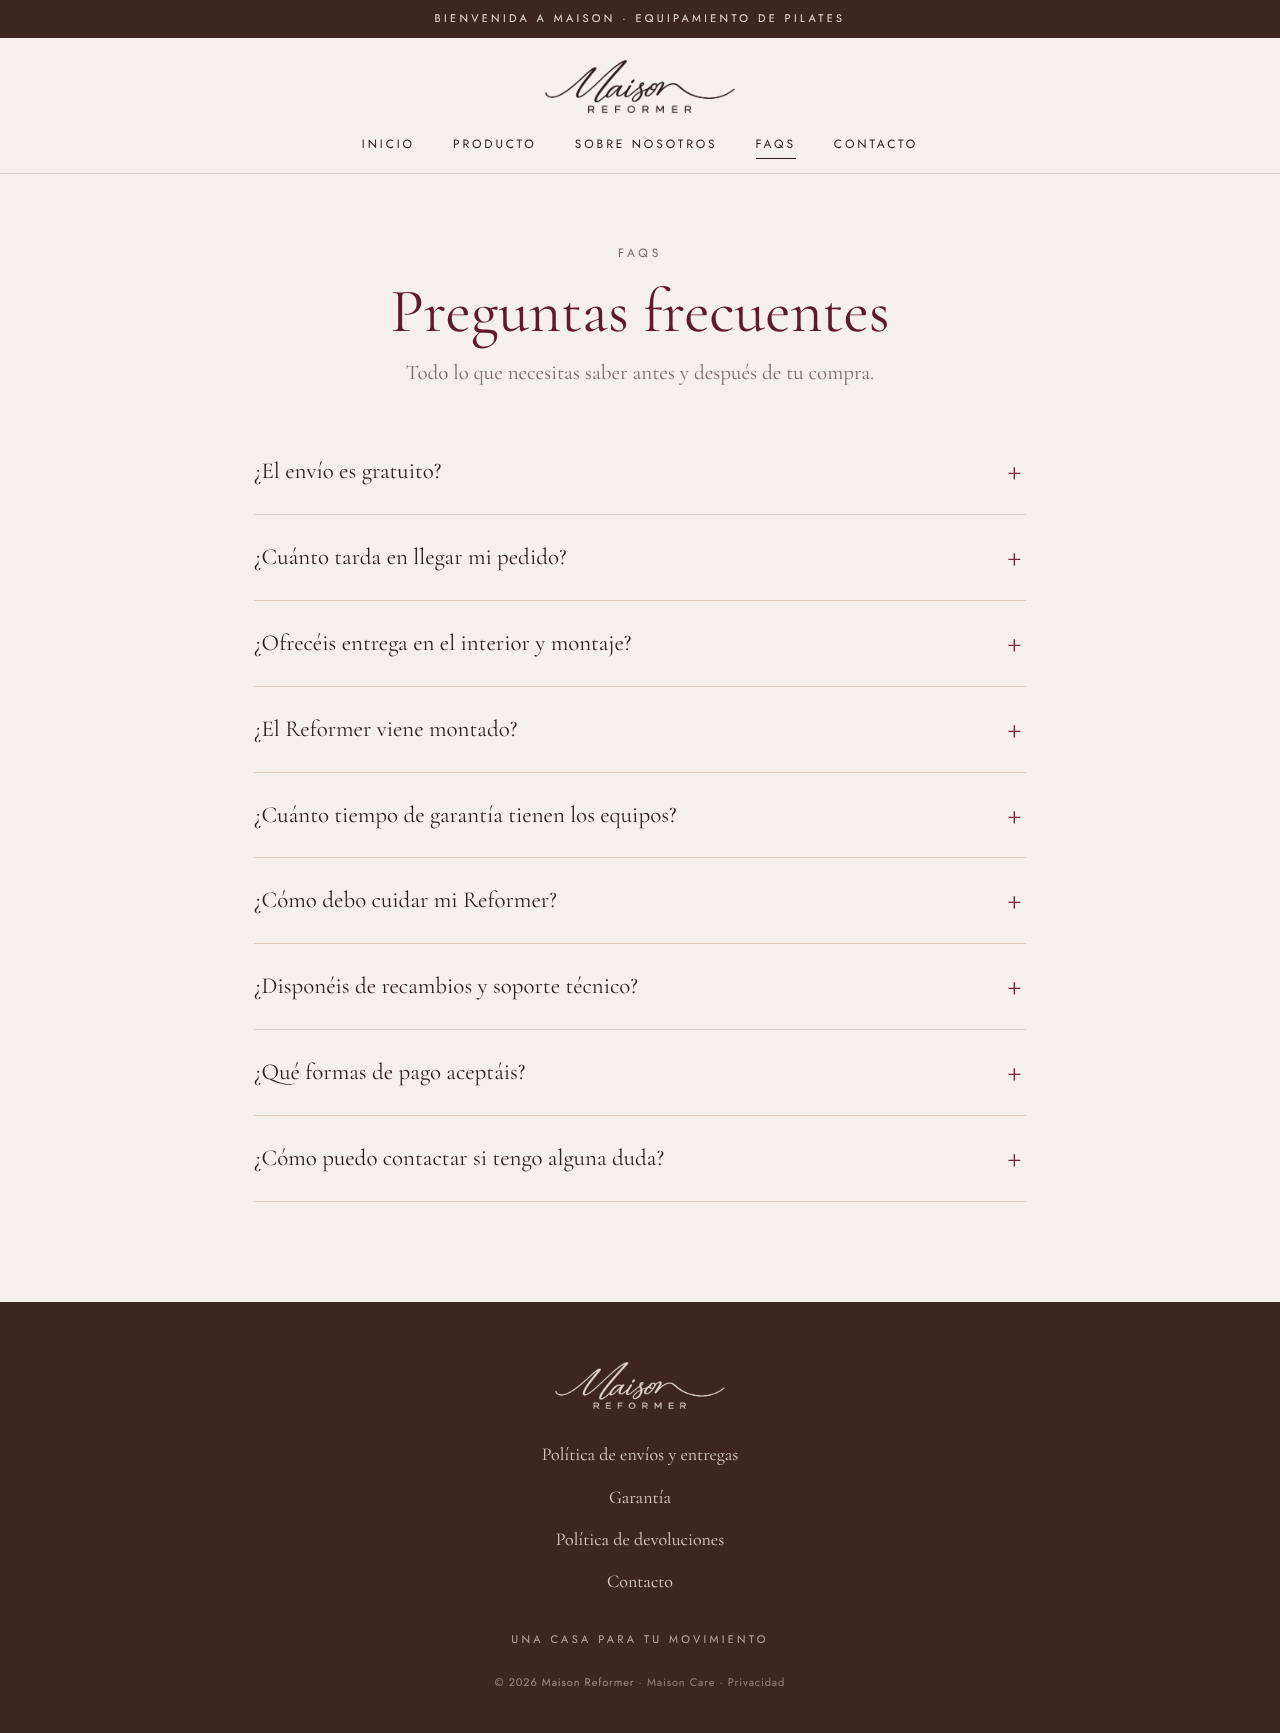 BIENVENIDA A MAISON · EQUIPAMIENTO DE PILATES
Maison
REFORMER
INICIO PRODUCTO SOBRE NOSOTROS FAQS CONTACTO
FAQS
Preguntas frecuentes
Todo lo que necesitas saber antes y después de tu compra.
¿El envío es gratuito? +
¿Cuánto tarda en llegar mi pedido? +
¿Ofrecéis entrega en el interior y montaje? +
¿El Reformer viene montado? +
¿Cuánto tiempo de garantía tienen los equipos? +
¿Cómo debo cuidar mi Reformer? +
¿Disponéis de recambios y soporte técnico? +
¿Qué formas de pago aceptáis? +
¿Cómo puedo contactar si tengo alguna duda? +
Maison
REFORMER
Política de envíos y entregas
Garantía
Política de devoluciones
Contacto
UNA CASA PARA TU MOVIMIENTO
© 2026 Maison Reformer · Maison Care · Privacidad